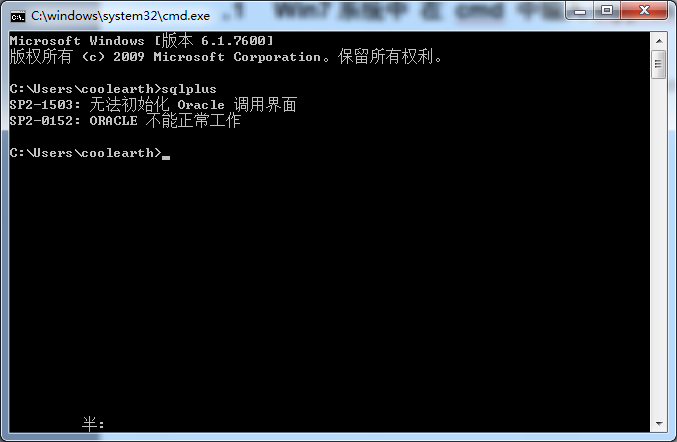 .1 Win7 系统中 在 cmd 中输
C:\windows\system32\cmd.exe
Microsoft Windows [版本 6.1.7600]
版权所有 (c) 2009 Microsoft Corporation。保留所有权利。
C:\Users\coolearth>sqlplus
SP2-1503: 无法初始化 Oracle 调用界面
SP2-0152: ORACLE 不能正常工作
C:\Users\coolearth>
半: